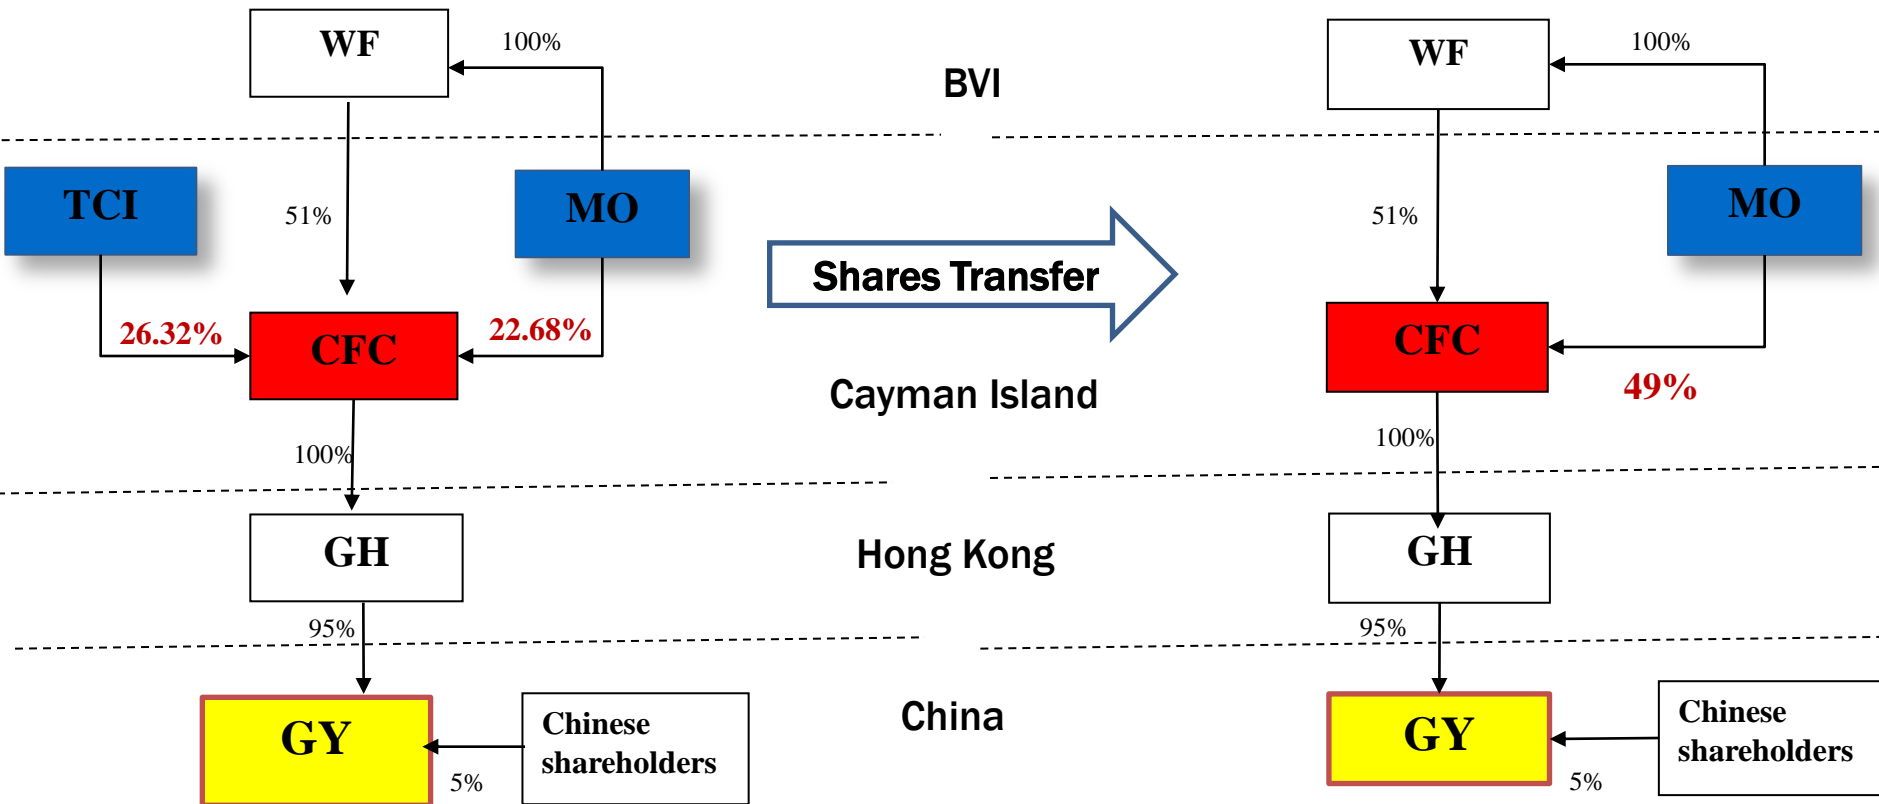 WF
100%
BVI
WF
100%
TCI
51%
MO
51%
MO
Shares Transfer
26.32%
CFC
22.68%
CFC
49%
Cayman Island
100%
100%
GH
Hong Kong
GH
95%
95%
GY
Chinese
shareholders
5%
China
GY
Chinese
shareholders
5%